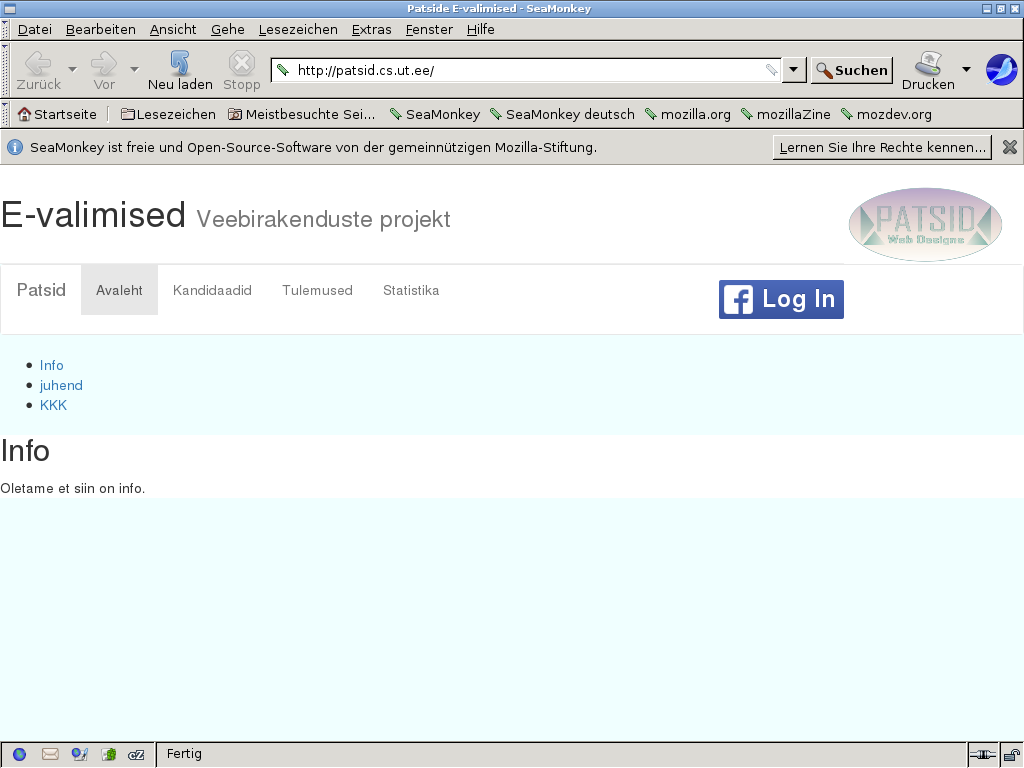 Patside E-valimised - SeaMonkey
Datei Bearbeiten Ansicht Gehe Lesezeichen Extras Fenster Hilfe
Zurück Vor Neu laden Stopp http://patsid.cs.ut.ee/ Suchen Drucken
Startseite Lesezeichen Meistbesuchte Sei... SeaMonkey SeaMonkey deutsch mozilla.org mozillaZine mozdev.org
SeaMonkey ist freie und Open-Source-Software von der gemeinnützigen Mozilla-Stiftung. Lernen Sie Ihre Rechte kennen...
E-valimised Veebirakenduste projekt
PATSID
Web Designs
Patsid Avaleht Kandidaadid Tulemused Statistika Log In
Info
juhend
KKK
Info
Oletame et siin on info.
Fertig